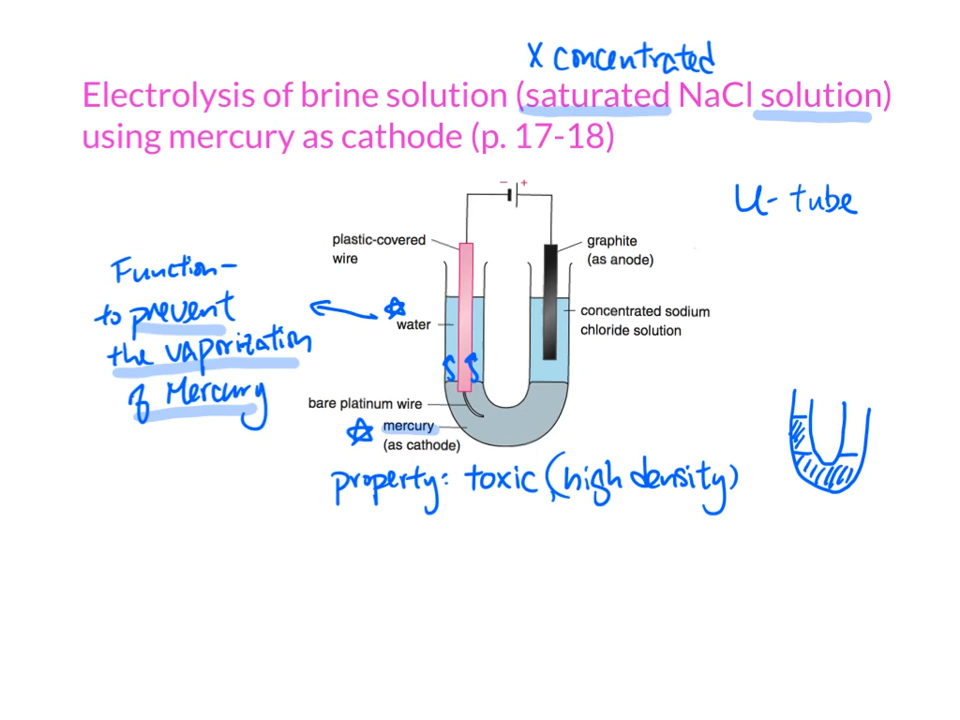 X concentrated
Electrolysis of brine solution (saturated NaCl solution)
using mercury as cathode (p. 17-18)
− +
U- tube
plastic-covered
wire
graphite
(as anode)
Function-
to prevent
the vaporization
of Mercury
water
concentrated sodium
chloride solution
bare platinum wire
mercury
(as cathode)
property: toxic (high density)